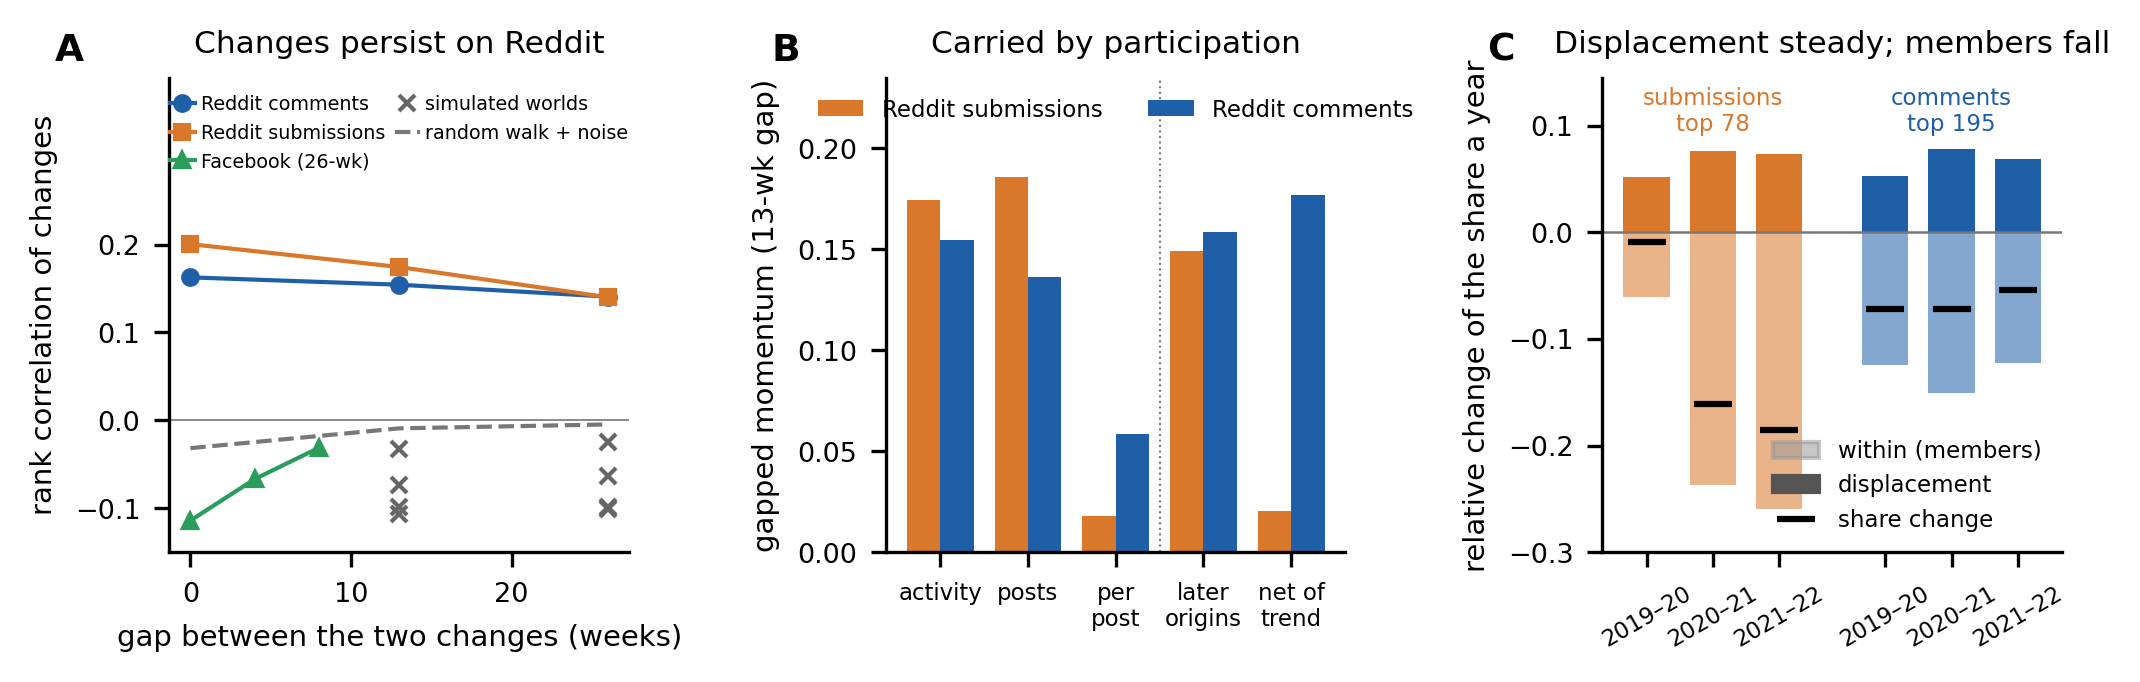 A
Changes persist on Reddit
rank correlation of changes
Reddit comments
Reddit submissions
Facebook (26-wk)
simulated worlds
random walk + noise
0.2
0.1
0.0
−0.1
0
10
20
gap between the two changes (weeks)
B
Carried by participation
gapped momentum (13-wk gap)
Reddit submissions
Reddit comments
0.20
0.15
0.10
0.05
0.00
activity
posts
per
post
later
origins
net of
trend
C
Displacement steady; members fall
relative change of the share a year
submissions
top 78
comments
top 195
0.1
0.0
−0.1
−0.2
−0.3
within (members)
displacement
share change
2019–20
2020–21
2021–22
2019–20
2020–21
2021–22